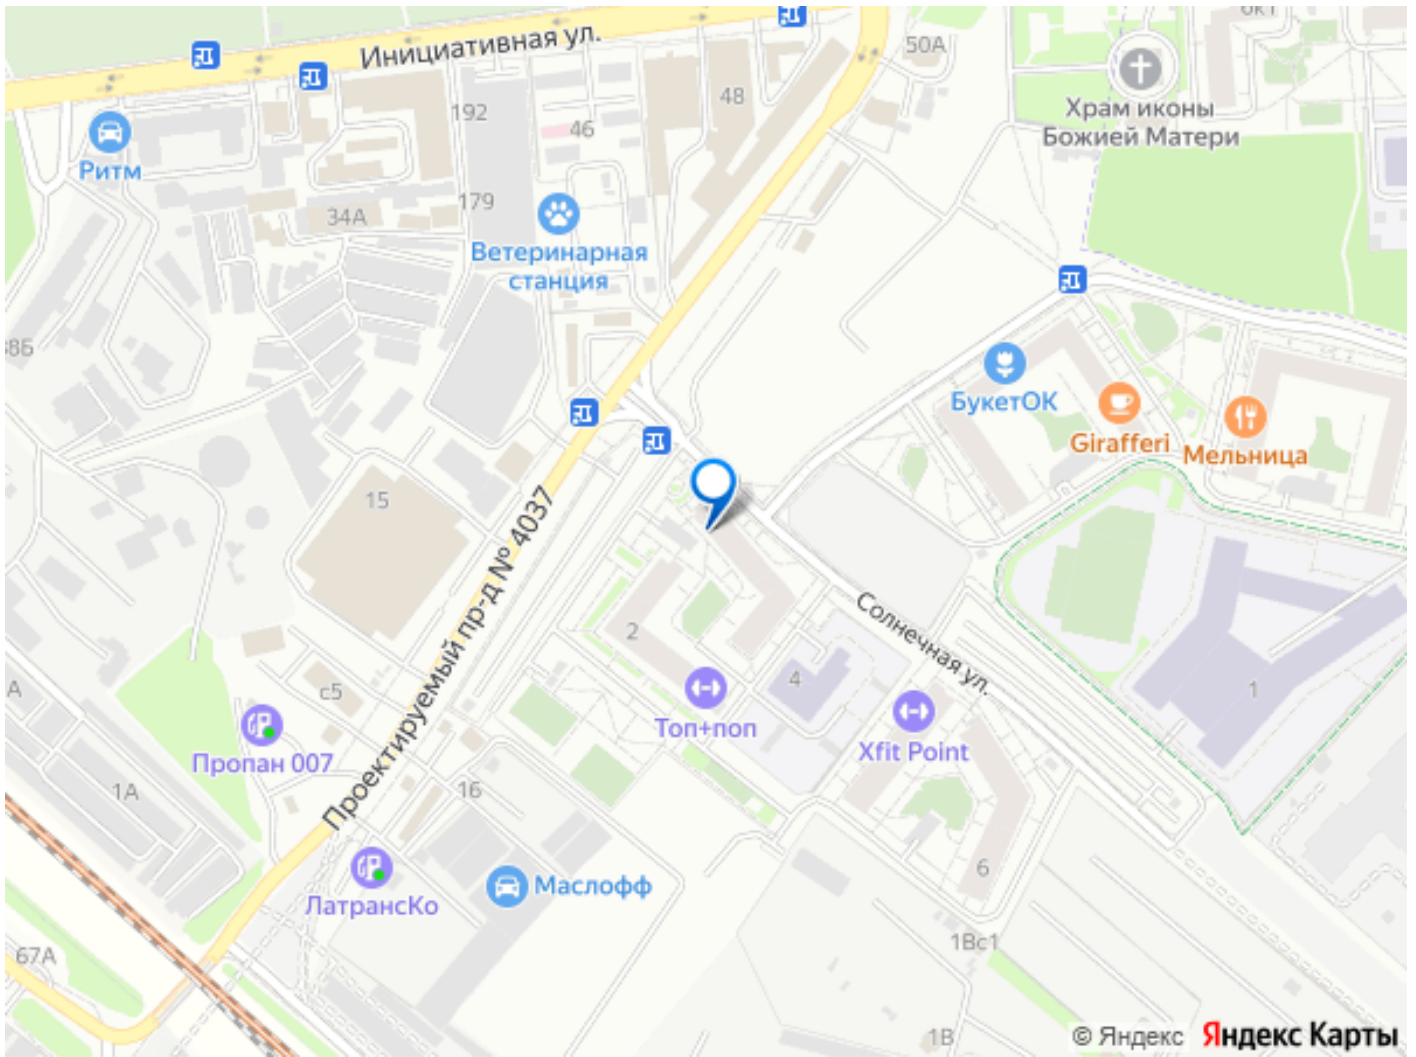 Инициативная ул.
50А
Храм иконы
Божией Матери
48
192
46
Ритм
179
34А
Ветеринарная
станция
БукетОК
Girafferi
Мельница
15
Проектируемый пр-д № 4037
Солнечная ул.
2
4
1
с5
Топ+поп
Xfit Point
Пропан 007
1А
16
6
ЛатрансКо
Маслофф
67А
1Вс1
1В
© Яндекс
Яндекс Карты